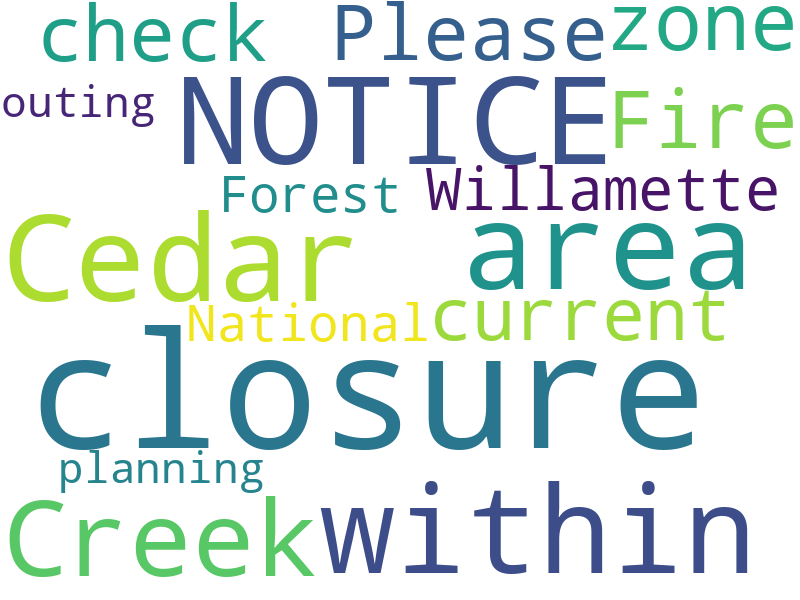 check Please zone
outing NOTICE Fire
Forest Willamette
Cedar area
National current
closure
planning
Creek within